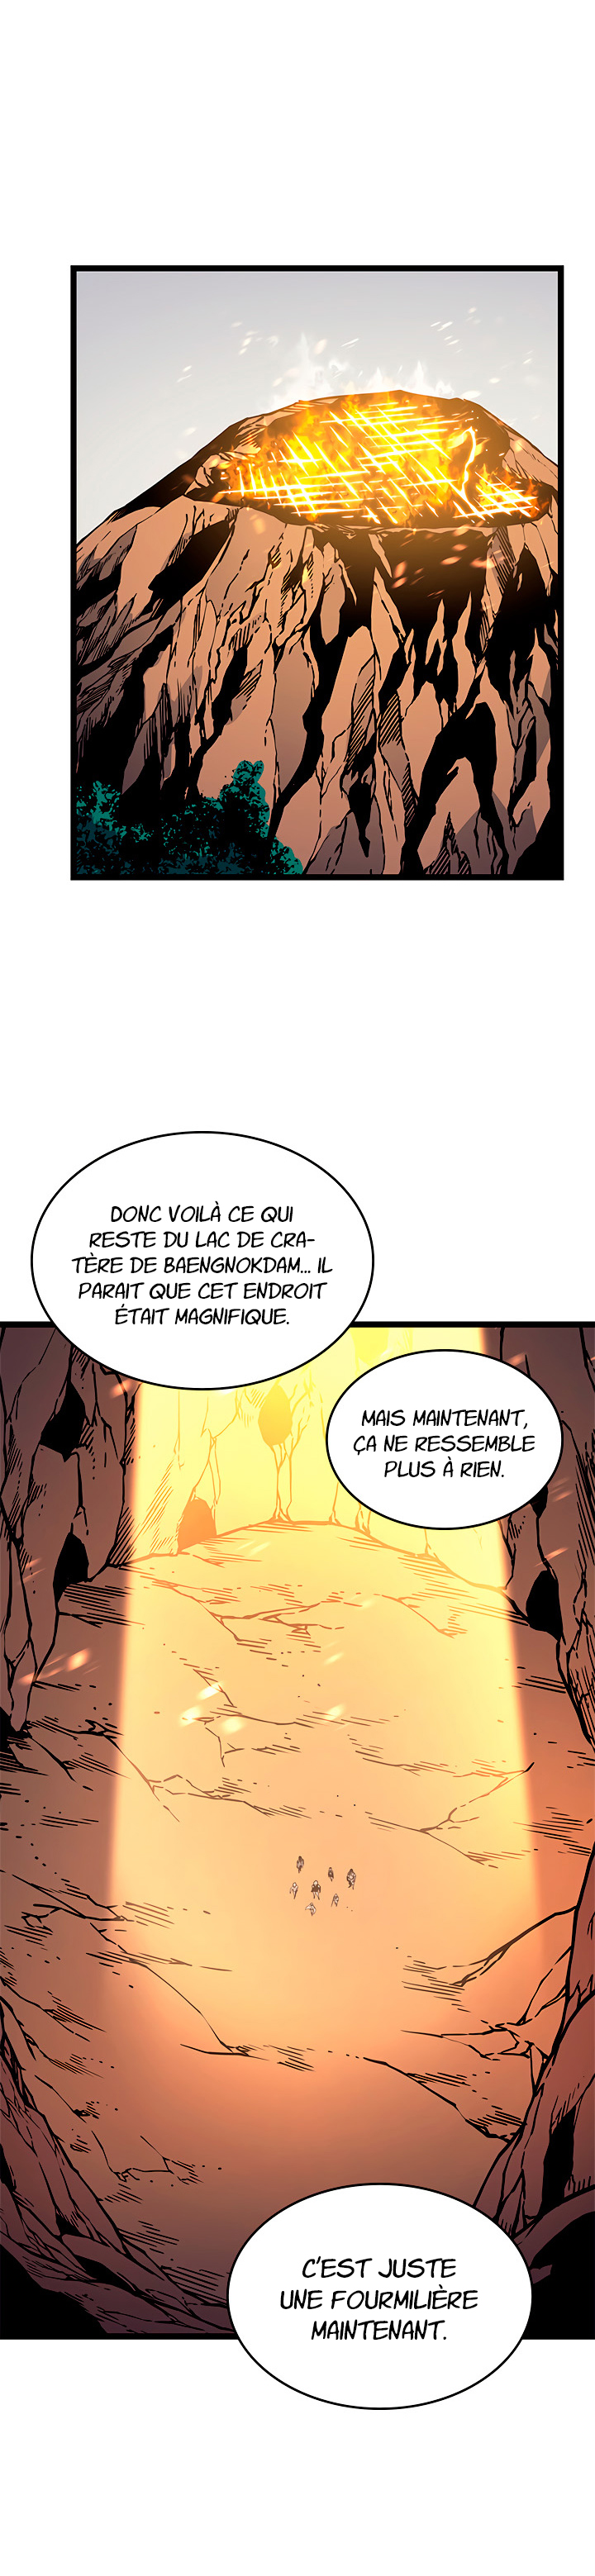 DONC VOILÀ CE QUI
RESTE DU LAC DE CRA-
TÈRE DE BAENGNOKDAM... IL
PARAIT QUE CET ENDROIT
ÉTAIT MAGNIFIQUE.
MAIS MAINTENANT,
ÇA NE RESSEMBLE
PLUS À RIEN.
C'EST JUSTE
UNE FOURMILIÈRE
MAINTENANT.